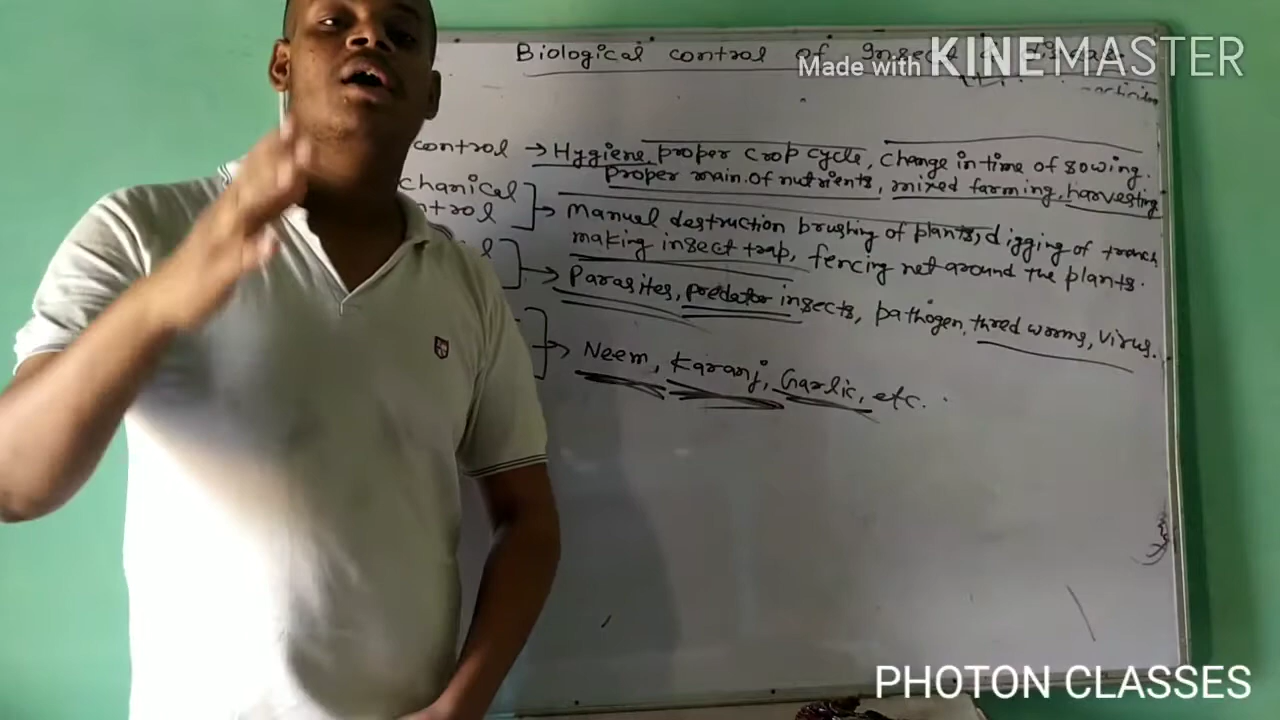 Biological control of Insect
Made with KINEMASTER
control → Hygiene, proper crop cycle, change in time of sowing.
proper main. of nutrients, mixed farming, harvesting
chanical
ntrol
Manual destruction brushing of plants, digging of trench
making insect trap, fencing net around the plants.
l
Parasites, predator insects, pathogen, thred worms, virus.
Neem, Karanj, Garlic, etc.
PHOTON CLASSES